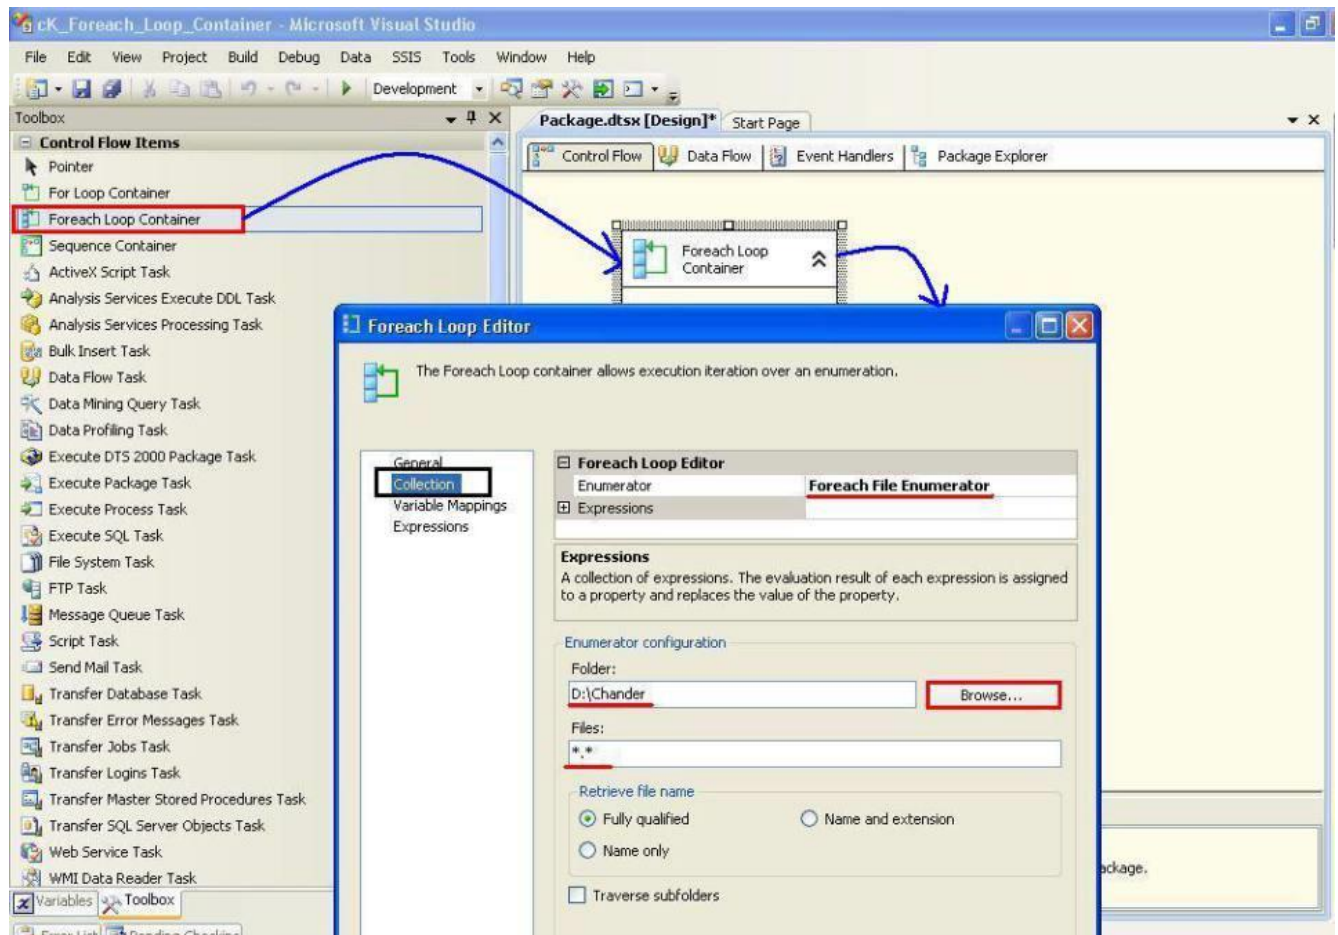 cK_Foreach_Loop_Container - Microsoft Visual Studio
File Edit View Project Build Debug Data SSIS Tools Window Help
Development
Toolbox
Package.dtsx [Design]* Start Page
Control Flow Items
Control Flow Data Flow Event Handlers Package Explorer
Pointer
For Loop Container
Foreach Loop Container
Sequence Container
ActiveX Script Task
Analysis Services Execute DDL Task
Analysis Services Processing Task
Bulk Insert Task
Data Flow Task
Data Mining Query Task
Data Profiling Task
Execute DTS 2000 Package Task
Execute Package Task
Execute Process Task
Execute SQL Task
File System Task
FTP Task
Message Queue Task
Script Task
Send Mail Task
Transfer Database Task
Transfer Error Messages Task
Transfer Jobs Task
Transfer Logins Task
Transfer Master Stored Procedures Task
Transfer SQL Server Objects Task
Web Service Task
WMI Data Reader Task
Variables Toolbox
Error List Pending Checkins
Foreach Loop
Container
Foreach Loop Editor
The Foreach Loop container allows execution iteration over an enumeration.
General
Collection
Variable Mappings
Expressions
Foreach Loop Editor
Enumerator Foreach File Enumerator
Expressions
Expressions
A collection of expressions. The evaluation result of each expression is assigned
to a property and replaces the value of the property.
Enumerator configuration
Folder:
D:\Chander Browse...
Files:
*.*
Retrieve file name
Fully qualified Name and extension
Name only
Traverse subfolders
ackage.